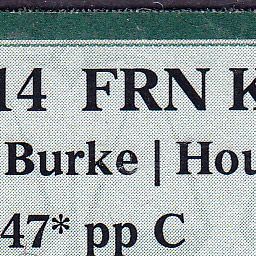 14 FRN K
Burke | Hou
47* pp C